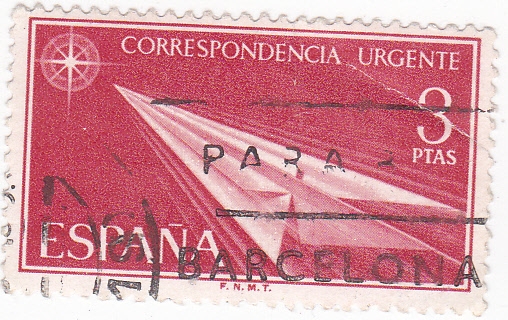 CORRESPONDENCIA URGENTE
3
PTAS
PARA
ESPAÑA
BARCELONA
F. N. M. T.